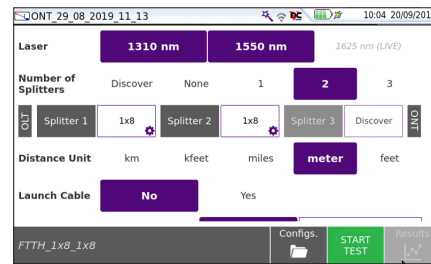 ONT_29_08_2019_11_13
10:04 20/09/201
Laser 1310 nm 1550 nm 1625 nm (LIVE)
Number of Splitters Discover None 1 2 3
OLT Splitter 1 1x8 Splitter 2 1x8 Splitter 3 Discover ONT
Distance Unit km kfeet miles meter feet
Launch Cable No Yes
FTTH_1x8_1x8 Configs. START TEST Results